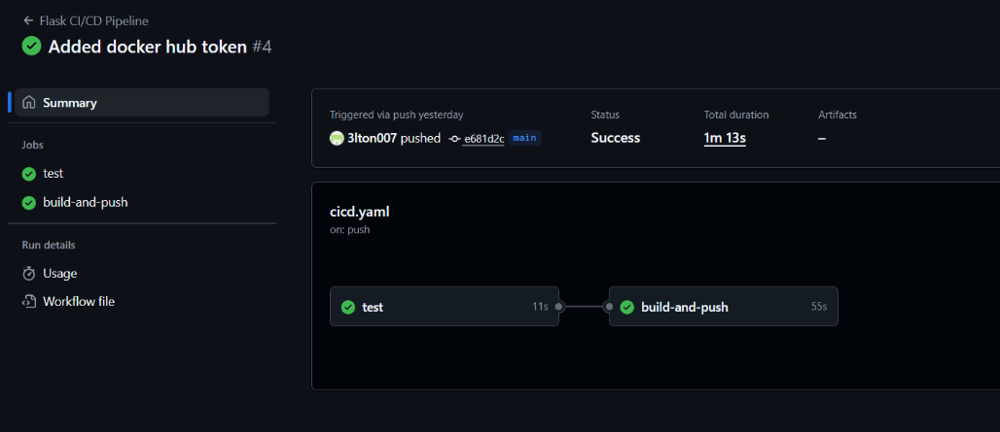 Flask CI/CD Pipeline
Added docker hub token #4
Summary
Jobs
test
build-and-push
Run details
Usage
Workflow file
Triggered via push yesterday
3lton007 pushed e681d2c main
Status
Success
Total duration
1m 13s
Artifacts
–
cicd.yaml
on: push
test 11s
build-and-push 55s